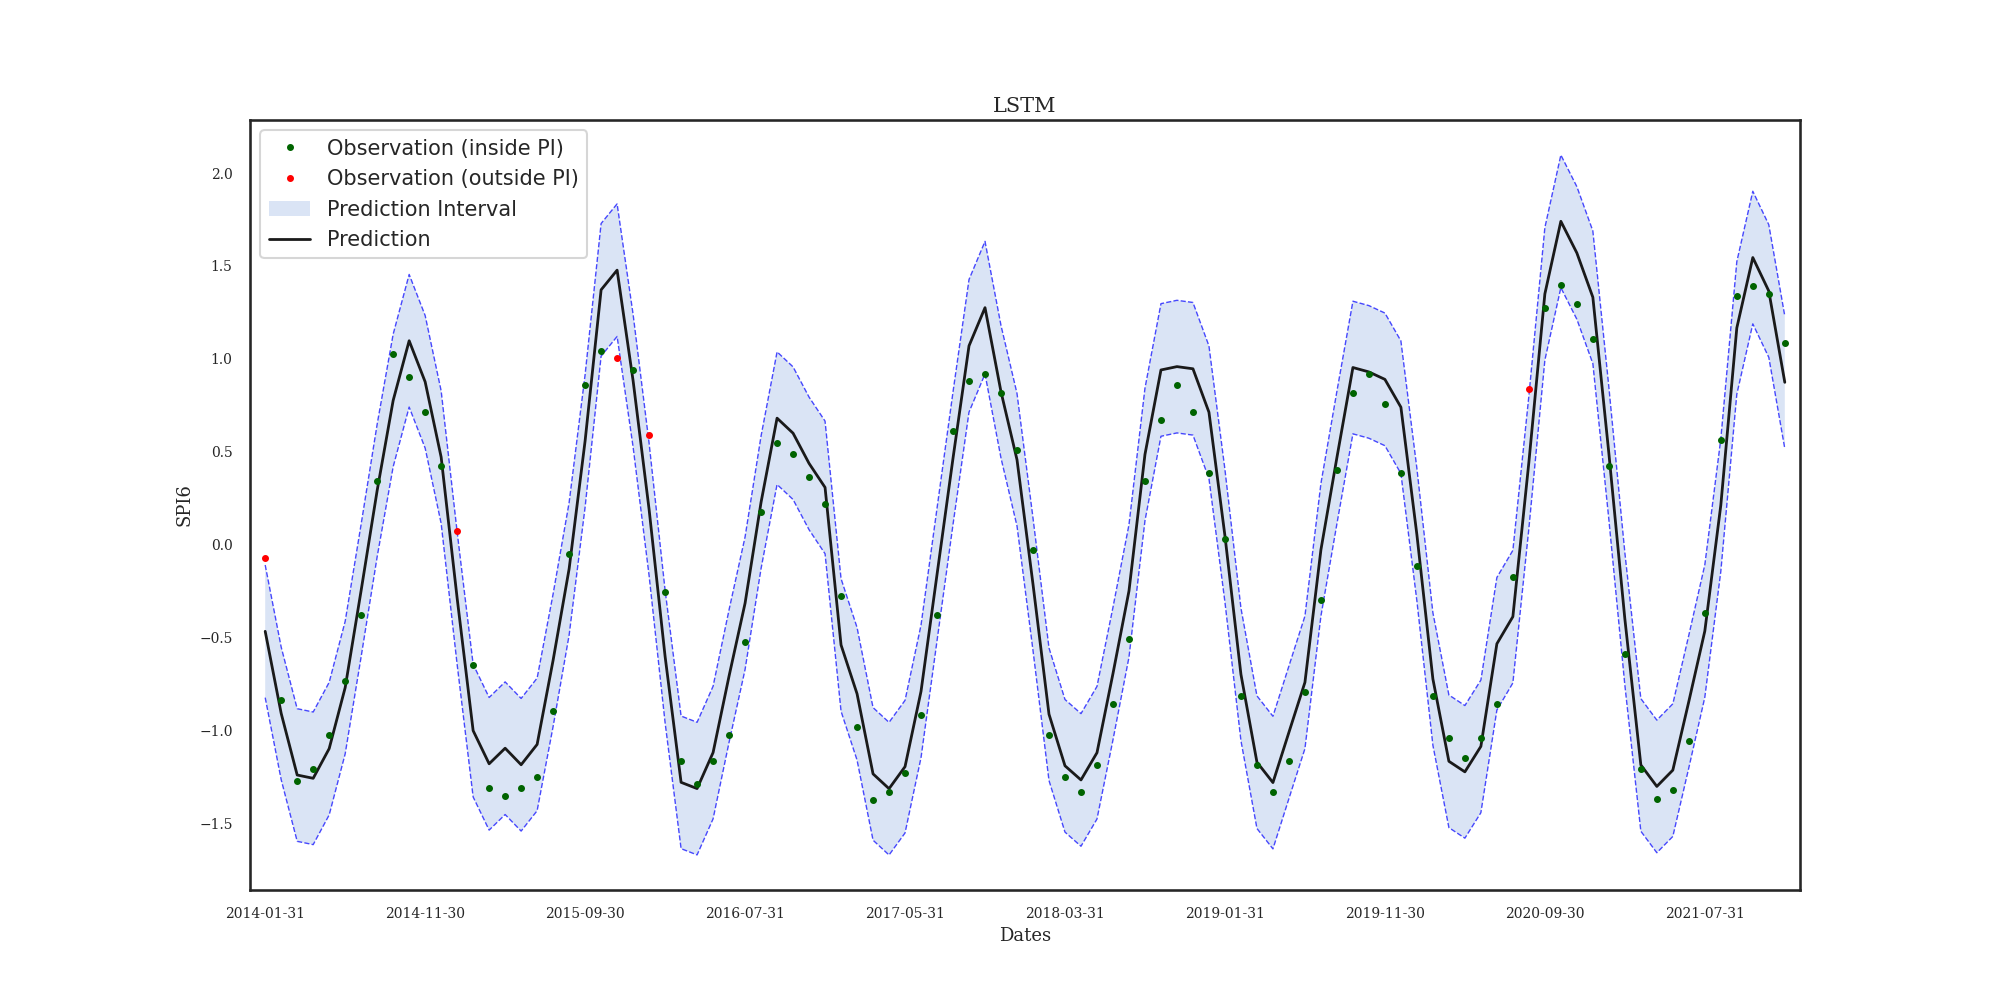 LSTM
Observation (inside PI)
Observation (outside PI)
Prediction Interval
Prediction
2.0
1.5
1.0
0.5
0.0
−0.5
−1.0
−1.5
SPI6
2014-01-31 2014-11-30 2015-09-30 2016-07-31 2017-05-31 2018-03-31 2019-01-31 2019-11-30 2020-09-30 2021-07-31
Dates